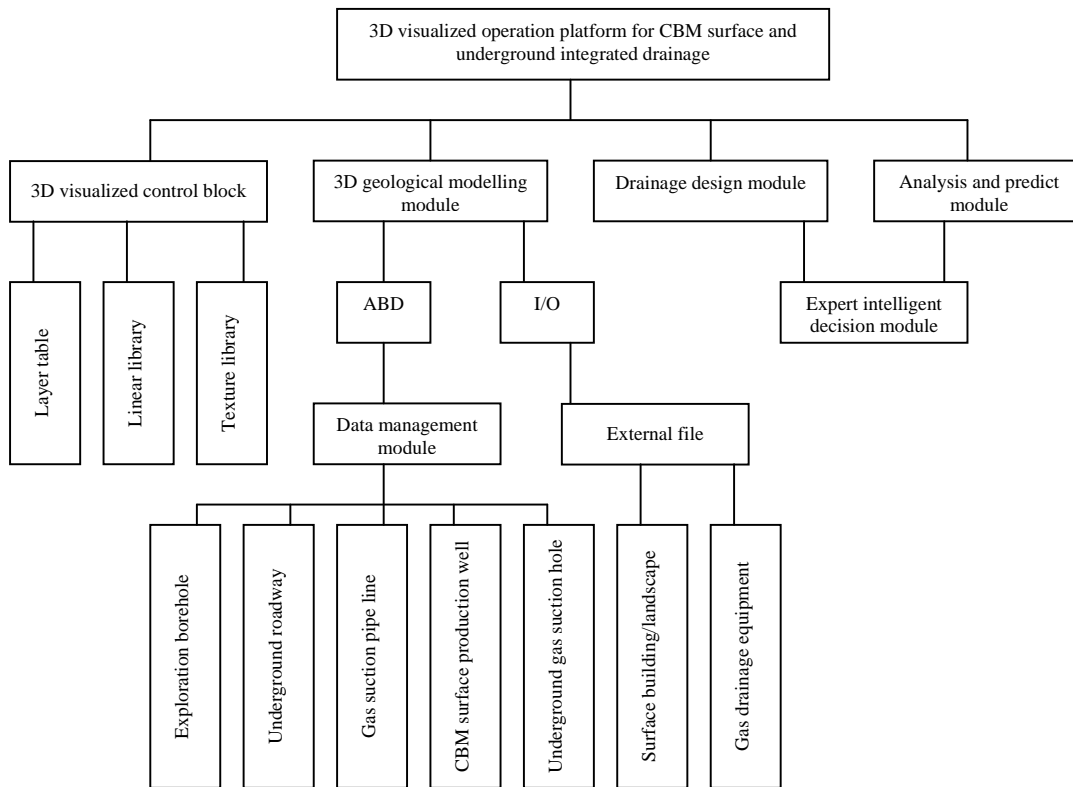 3D visualized operation platform for CBM surface and
underground integrated drainage
3D visualized control block
3D geological modelling
module
Drainage design module
Analysis and predict
module
Layer table
Linear library
Texture library
ABD
I/O
Expert intelligent
decision module
Data management
module
External file
Exploration borehole
Underground roadway
Gas suction pipe line
CBM surface production well
Underground gas suction hole
Surface building/landscape
Gas drainage equipment